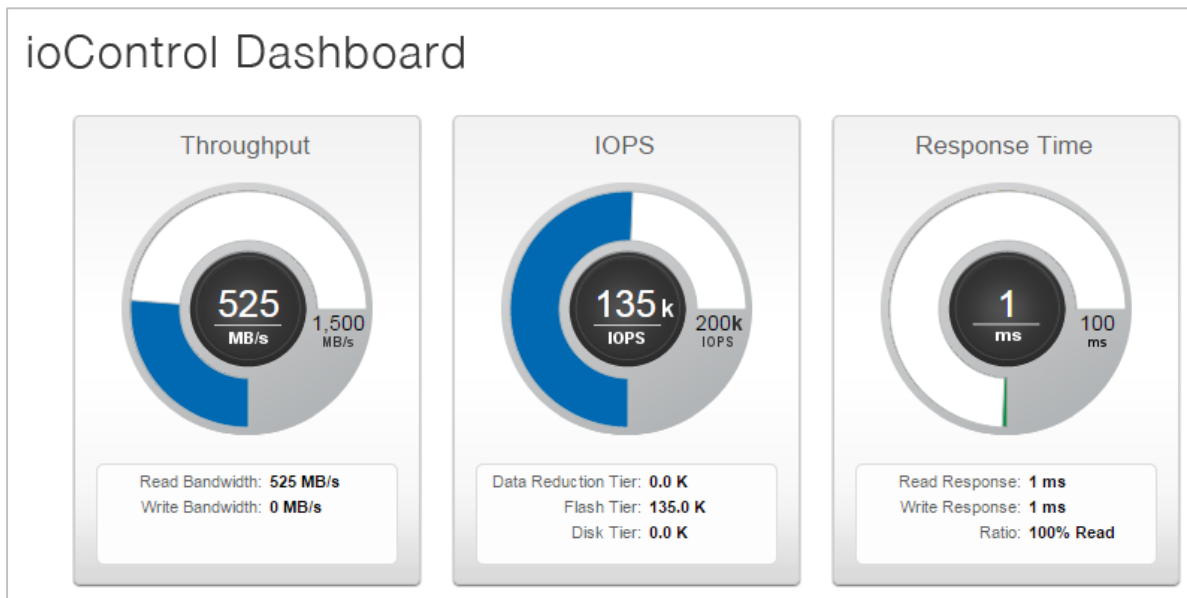 ioControl Dashboard
Throughput
525
MB/s
1,500
MB/s
Read Bandwidth: 525 MB/s
Write Bandwidth: 0 MB/s
IOPS
135 k
IOPS
200k
IOPS
Data Reduction Tier: 0.0 K
Flash Tier: 135.0 K
Disk Tier: 0.0 K
Response Time
1
ms
100
ms
Read Response: 1 ms
Write Response: 1 ms
Ratio: 100% Read